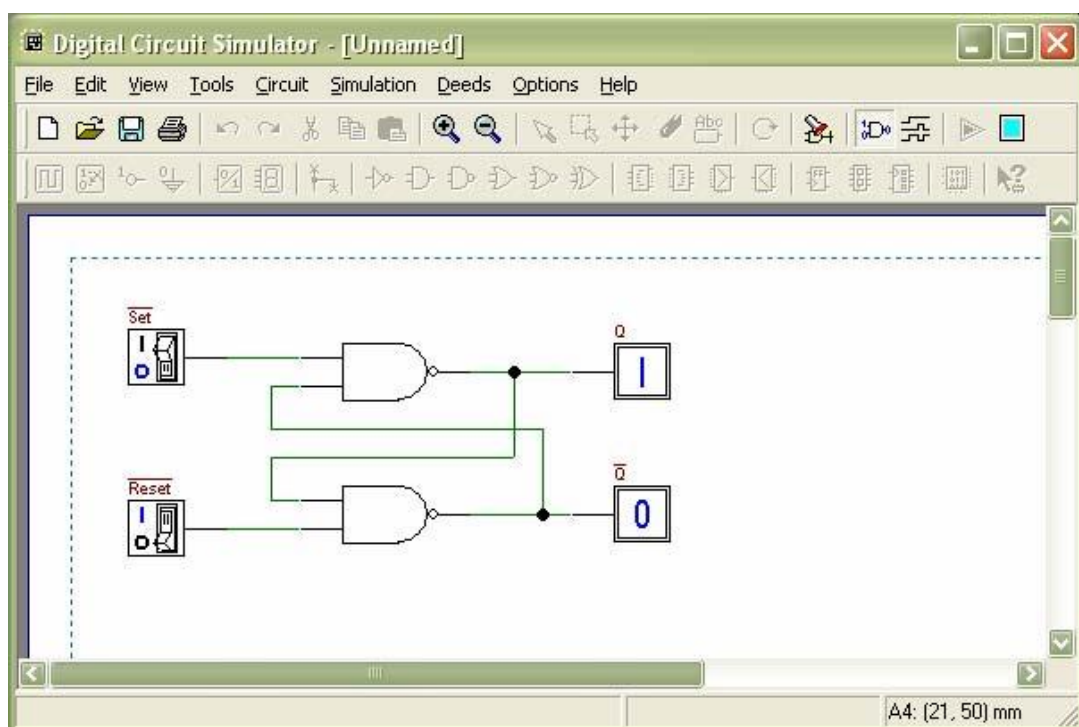 Digital Circuit Simulator - [Unnamed]
File Edit View Tools Circuit Simulation Deeds Options Help
Abc
Set
I
O
Q
I
Reset
I
O
Q
0
A4: (21, 50) mm